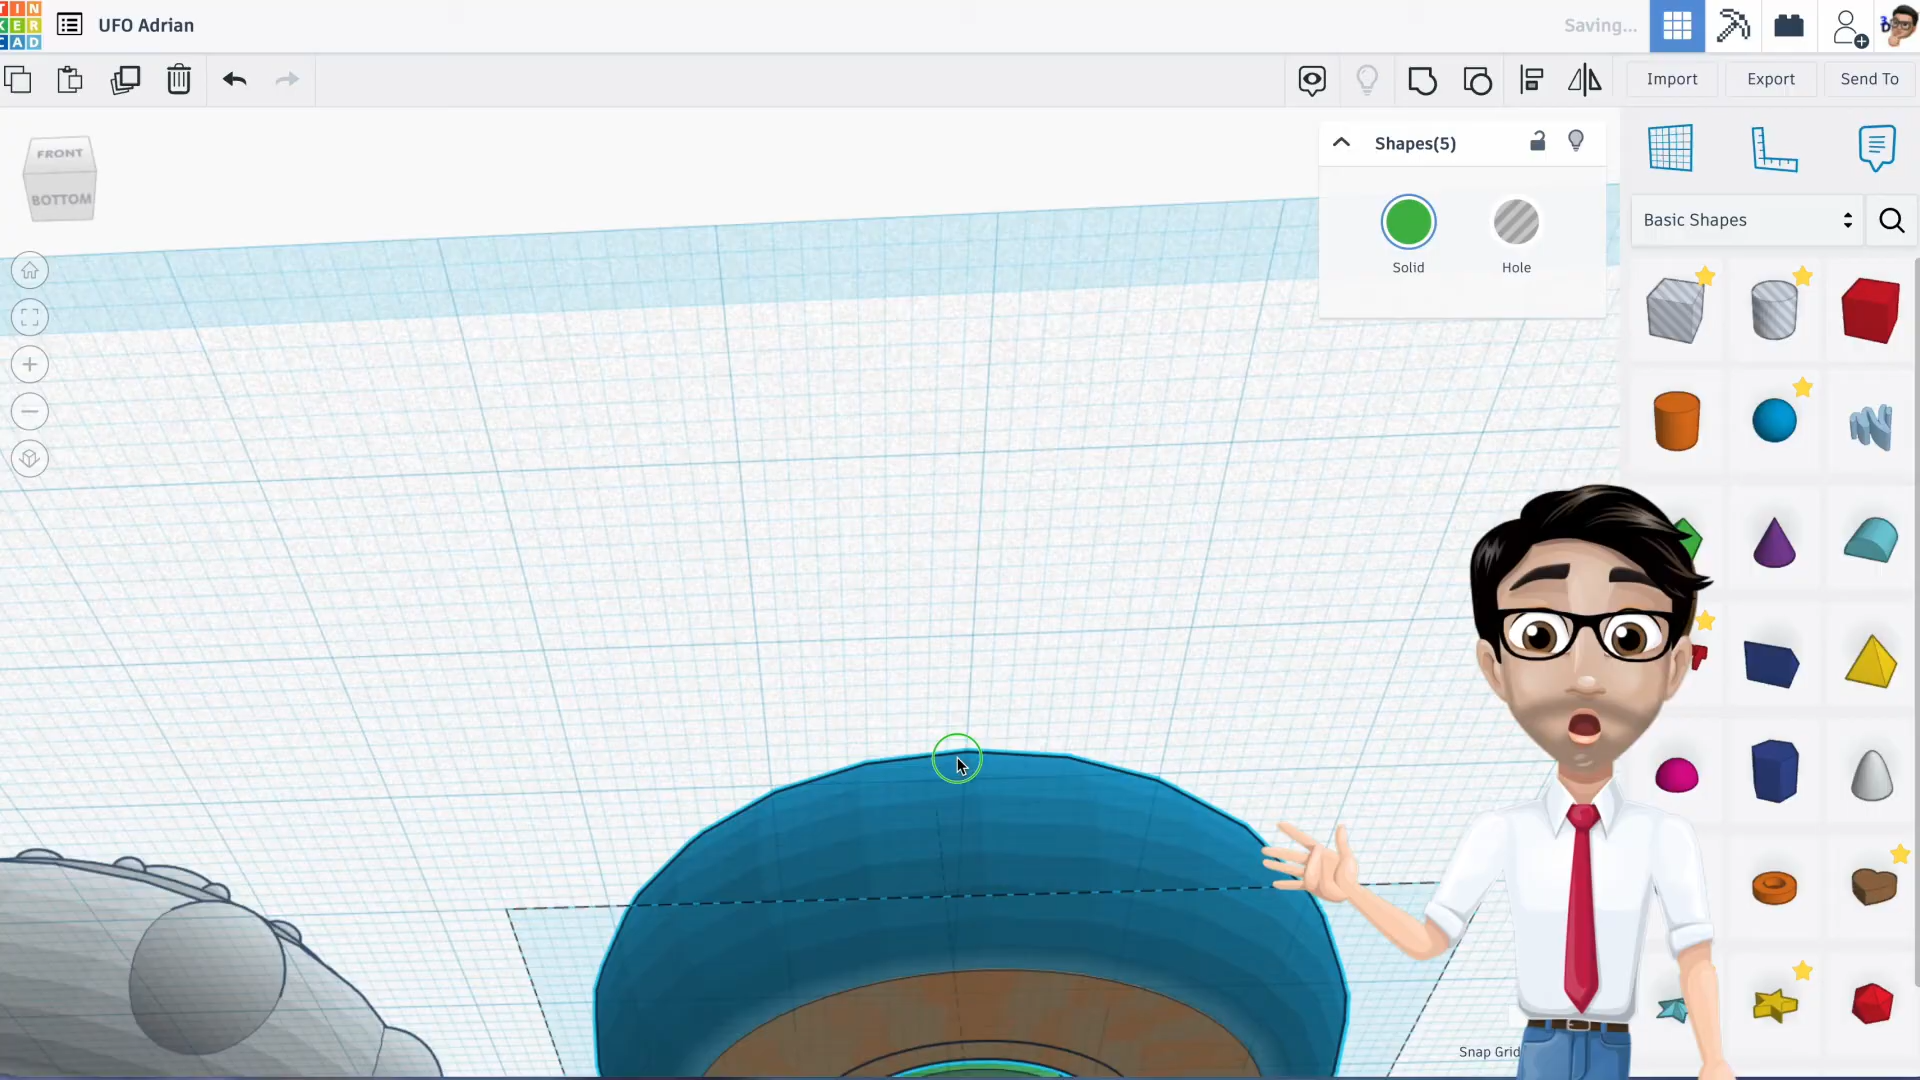 TIN
KER
CAD
UFO Adrian
Saving...
Import
Export
Send To
FRONT
BOTTOM
Shapes(5)
Solid
Hole
Basic Shapes
Snap Grid